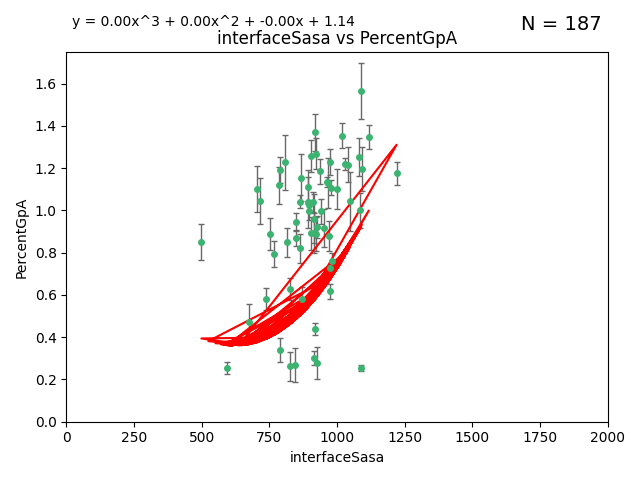 y = 0.00x^3 + 0.00x^2 + -0.00x + 1.14
N = 187
interfaceSasa vs PercentGpA
PercentGpA
1.6
1.4
1.2
1.0
0.8
0.6
0.4
0.2
0.0
0 250 500 750 1000 1250 1500 1750 2000
interfaceSasa